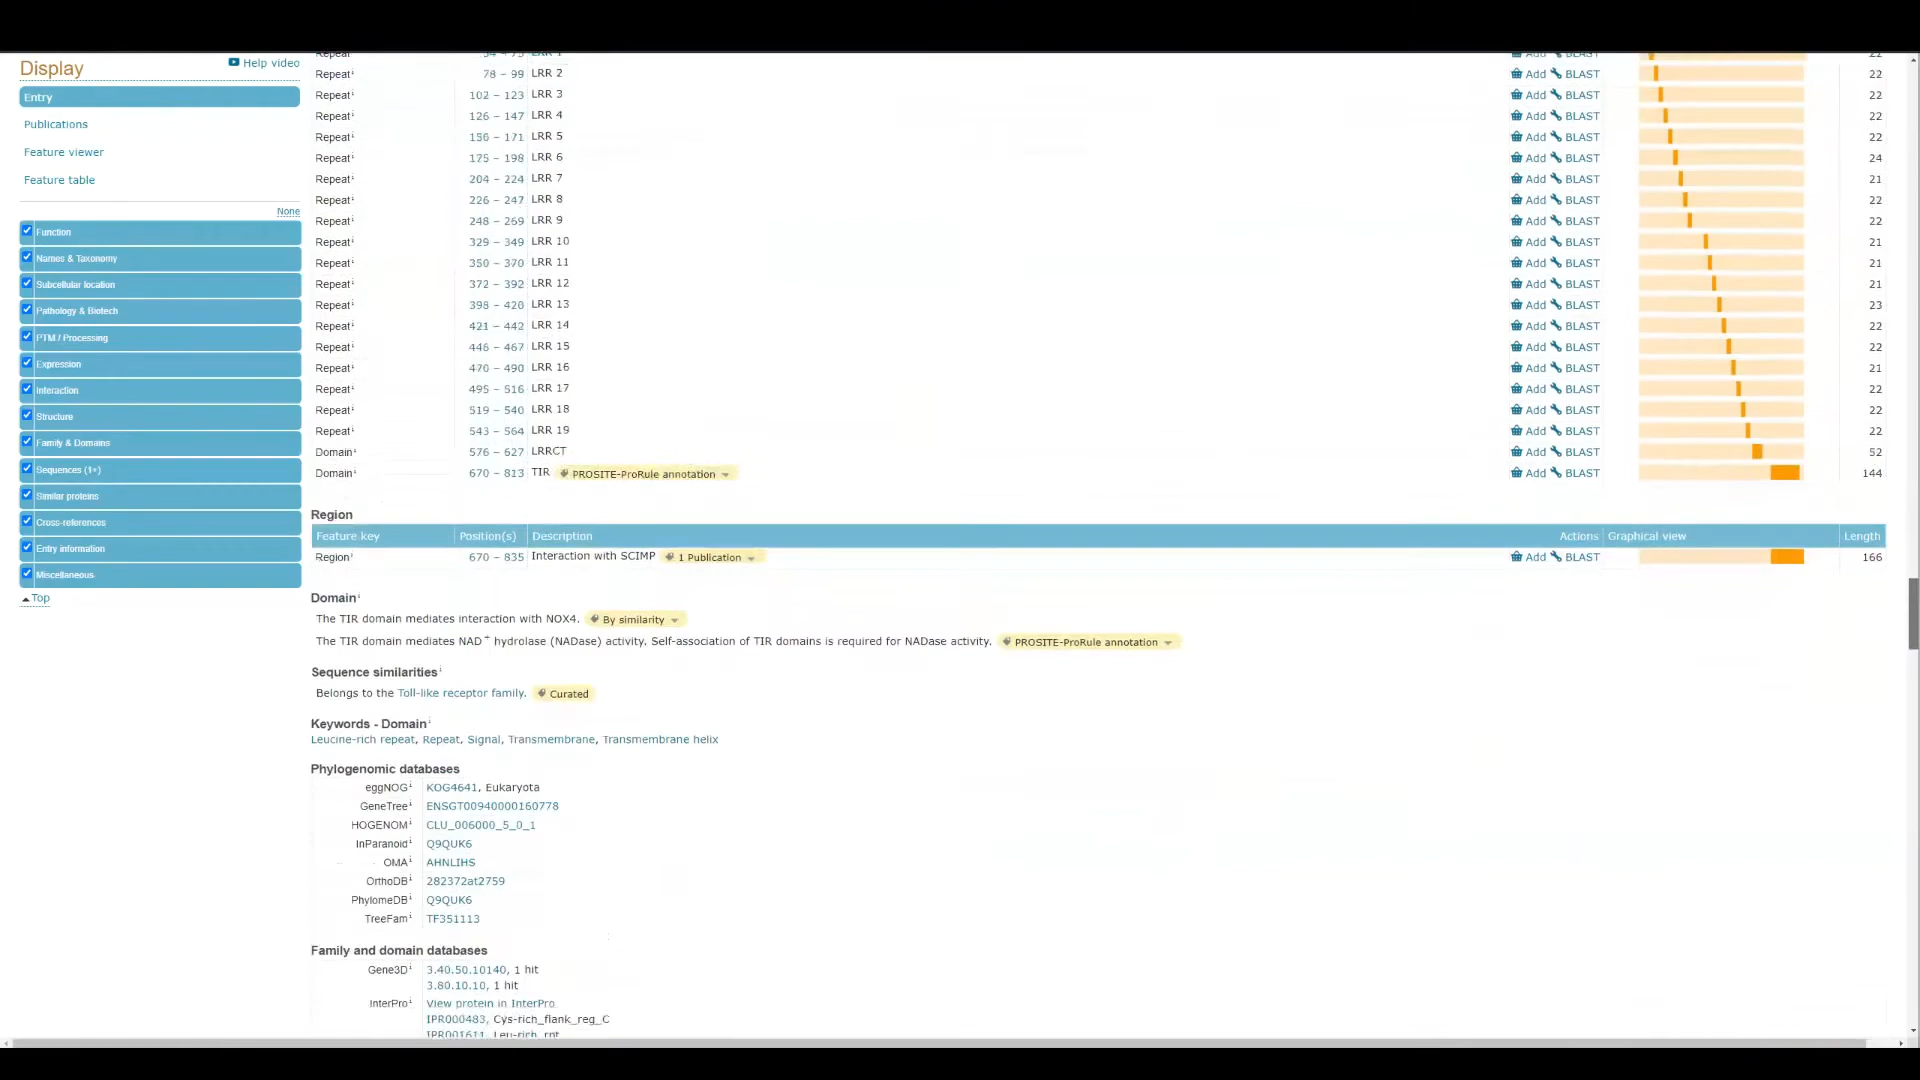 Display
Help video
Entry
Publications
Feature viewer
Feature table
None
Function
Names & Taxonomy
Subcellular location
Pathology & Biotech
PTM / Processing
Expression
Interaction
Structure
Family & Domains
Sequences (1+)
Similar proteins
Cross-references
Entry information
Miscellaneous
Top
Repeat i 54 – 75 LRR 1 Add BLAST 22
Repeat i 78 – 99 LRR 2 Add BLAST 22
Repeat i 102 – 123 LRR 3 Add BLAST 22
Repeat i 126 – 147 LRR 4 Add BLAST 22
Repeat i 150 – 171 LRR 5 Add BLAST 22
Repeat i 175 – 198 LRR 6 Add BLAST 24
Repeat i 204 – 224 LRR 7 Add BLAST 21
Repeat i 226 – 247 LRR 8 Add BLAST 22
Repeat i 248 – 269 LRR 9 Add BLAST 22
Repeat i 329 – 349 LRR 10 Add BLAST 21
Repeat i 350 – 370 LRR 11 Add BLAST 21
Repeat i 372 – 392 LRR 12 Add BLAST 21
Repeat i 398 – 420 LRR 13 Add BLAST 23
Repeat i 421 – 442 LRR 14 Add BLAST 22
Repeat i 446 – 467 LRR 15 Add BLAST 22
Repeat i 470 – 490 LRR 16 Add BLAST 21
Repeat i 495 – 516 LRR 17 Add BLAST 22
Repeat i 519 – 540 LRR 18 Add BLAST 22
Repeat i 543 – 564 LRR 19 Add BLAST 22
Domain i 576 – 627 LRRCT Add BLAST 52
Domain i 670 – 813 TIR PROSITE-ProRule annotation Add BLAST 144
Region
Feature key Position(s) Description Actions Graphical view Length
Region i 670 – 835 Interaction with SCIMP 1 Publication Add BLAST 166
Domain i
The TIR domain mediates interaction with NOX4. By similarity
The TIR domain mediates NAD+ hydrolase (NADase) activity. Self-association of TIR domains is required for NADase activity. PROSITE-ProRule annotation
Sequence similarities i
Belongs to the Toll-like receptor family. Curated
Keywords - Domain i
Leucine-rich repeat, Repeat, Signal, Transmembrane, Transmembrane helix
Phylogenomic databases
eggNOG i KOG4641, Eukaryota
GeneTree i ENSGT00940000160778
HOGENOM i CLU_006000_5_0_1
InParanoid i Q9QUK6
OMA i AHNLIHS
OrthoDB i 282372at2759
PhylomeDB i Q9QUK6
TreeFam i TF351113
Family and domain databases
Gene3D i 3.40.50.10140, 1 hit
3.80.10.10, 1 hit
InterPro i View protein in InterPro
IPR000483, Cys-rich_flank_reg_C
IPR001611, Leu-rich_rpt